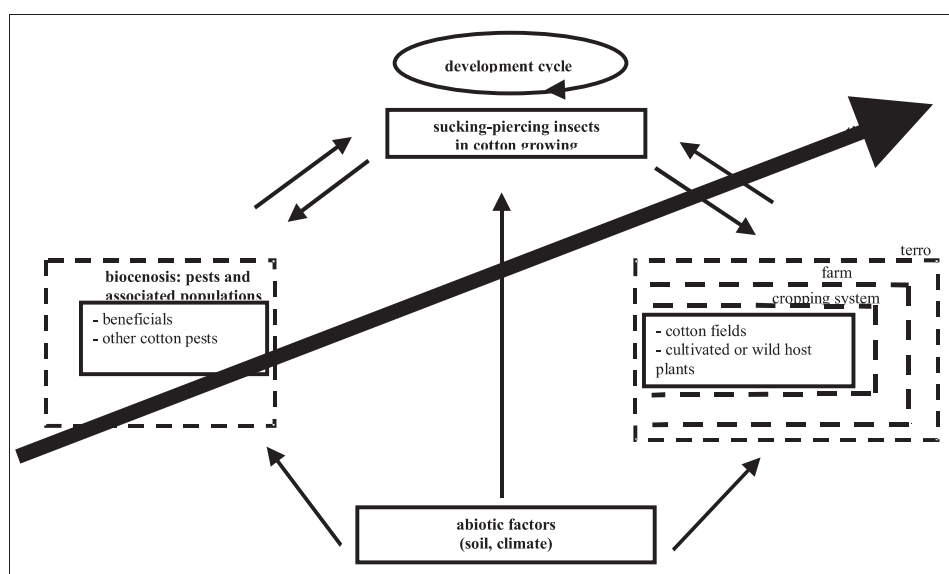 development cycle
sucking-piercing insects
in cotton growing
terro
farm
cropping system
biocenosis: pests and
associated populations
- beneficials
- other cotton pests
- cotton fields
- cultivated or wild host
plants
abiotic factors
(soil, climate)